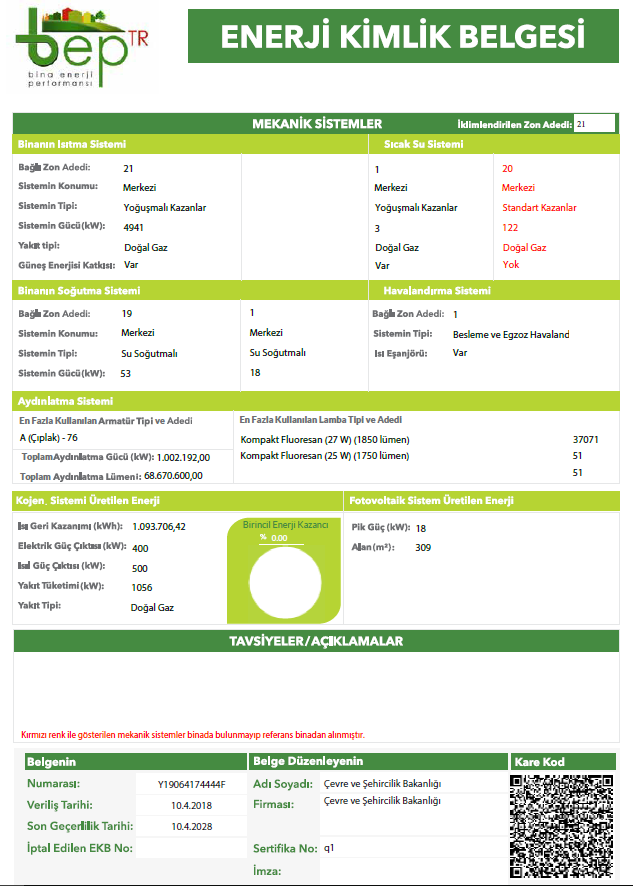 bep TR
bina enerji
performansı
ENERJİ KİMLİK BELGESİ
MEKANİK SİSTEMLER İklimlendirilen Zon Adedi: 21
Binanın Isıtma Sistemi Sıcak Su Sistemi
Bağlı Zon Adedi: 21 1 20
Sistemin Konumu: Merkezi Merkezi Merkezi
Sistemin Tipi: Yoğuşmalı Kazanlar Yoğuşmalı Kazanlar Standart Kazanlar
Sistemin Gücü(kW): 4941 3 122
Yakıt tipi: Doğal Gaz Doğal Gaz Doğal Gaz
Güneş Enerjisi Katkısı: Var Var Yok
Binanın Soğutma Sistemi Havalandırma Sistemi
Bağlı Zon Adedi: 19 1 Bağlı Zon Adedi: 1
Sistemin Konumu: Merkezi Merkezi Sistemin Tipi: Besleme ve Egzoz Havaland
Sistemin Tipi: Su Soğutmalı Su Soğutmalı Isı Eşanjörü: Var
Sistemin Gücü(kW): 53 18
Aydınlatma Sistemi
En Fazla Kullanılan Armatür Tipi ve Adedi En Fazla Kullanılan Lamba Tipi ve Adedi
A (Çıplak) - 76 Kompakt Fluoresan (27 W) (1850 lümen) 37071
Toplam Aydınlatma Gücü (kW): 1.002.192,00 Kompakt Fluoresan (25 W) (1750 lümen) 51
Toplam Aydınlatma Lümeni: 68.670.600,00 51
Kojen. Sistemi Üretilen Enerji Fotovoltaik Sistem Üretilen Enerji
Isı Geri Kazanımı (kWh): 1.093.706,42 Birincil Enerji Kazancı Pik Güç (kW): 18
% 0.00
Elektrik Güç Çıktısı (kW): 400 Alan (m²): 309
Isıl Güç Çıktısı (kW): 500
Yakıt Tüketimi (kW): 1056
Yakıt Tipi: Doğal Gaz
TAVSİYELER/AÇIKLAMALAR
Kırmızı renk ile gösterilen mekanik sistemler binada bulunmayıp referans binadan alınmıştır.
Belgenin Belge Düzenleyenin Kare Kod
Numarası: Y19064174444F Adı Soyadı: Çevre ve Şehircilik Bakanlığı
Veriliş Tarihi: 10.4.2018 Firması: Çevre ve Şehircilik Bakanlığı
Son Geçerlilik Tarihi: 10.4.2028
İptal Edilen EKB No: Sertifika No: q1
İmza: